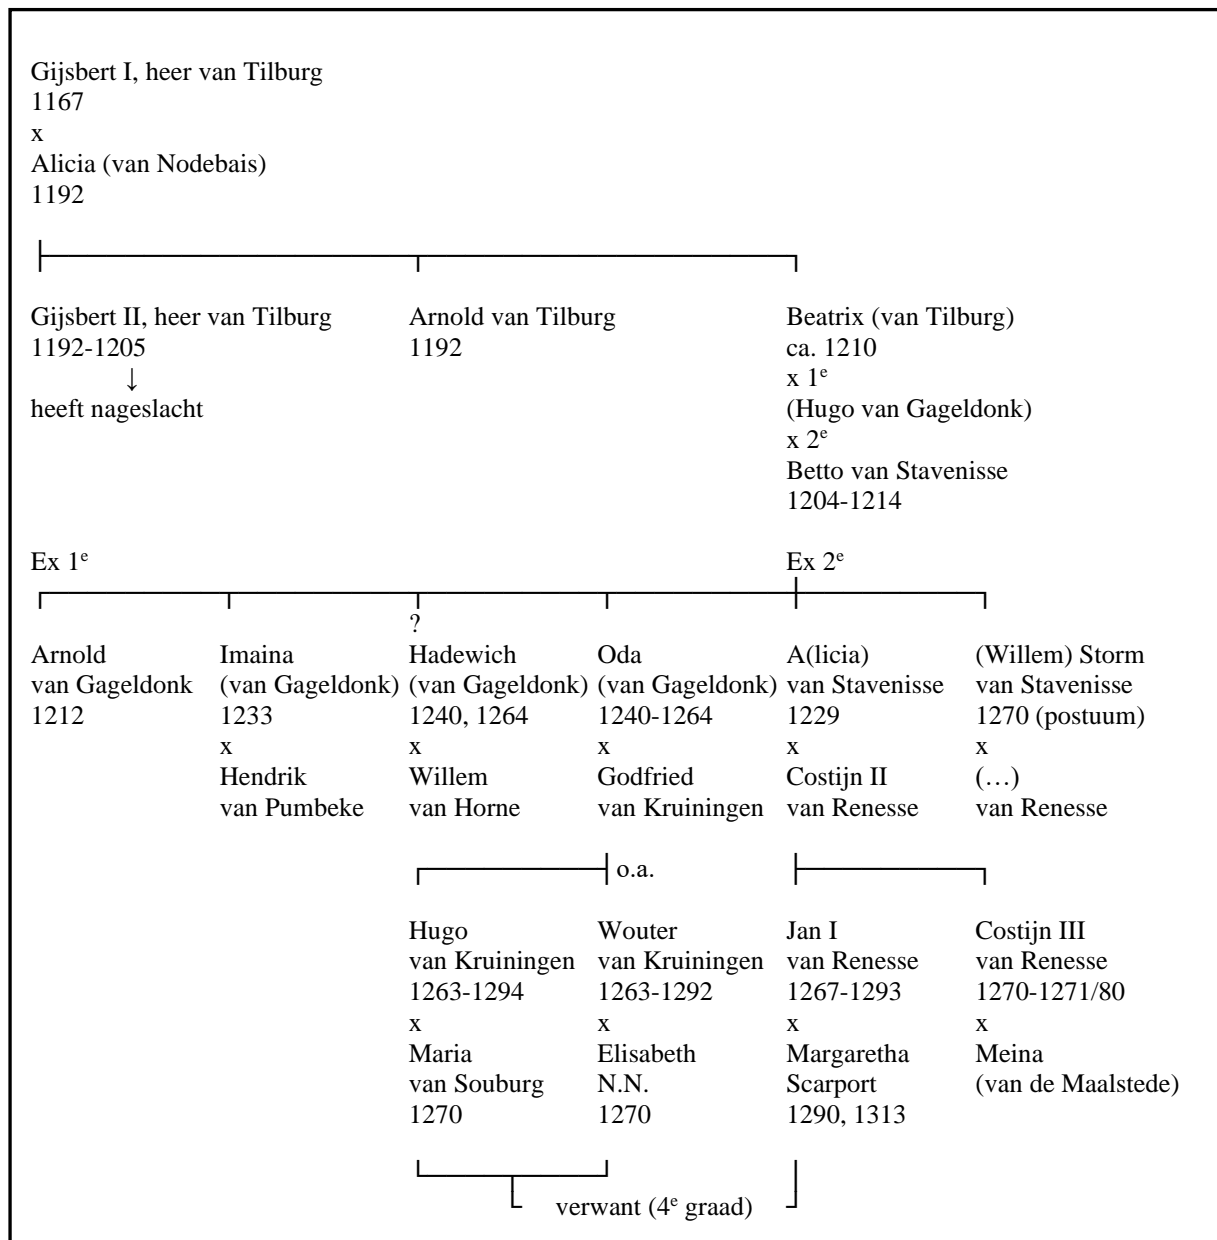 Gijsbert I, heer van Tilburg
1167
x
Alicia (van Nodebais)
1192
Gijsbert II, heer van Tilburg
1192-1205
↓
heeft nageslacht
Arnold van Tilburg
1192
Beatrix (van Tilburg)
ca. 1210
x 1e
(Hugo van Gageldonk)
x 2e
Betto van Stavenisse
1204-1214
Ex 1e
Ex 2e
Arnold
van Gageldonk
1212
Imaina
(van Gageldonk)
1233
x
Hendrik
van Pumbeke
?
Hadewich
(van Gageldonk)
1240, 1264
x
Willem
van Horne
Oda
(van Gageldonk)
1240-1264
x
Godfried
van Kruiningen
A(licia)
van Stavenisse
1229
x
Costijn II
van Renesse
(Willem) Storm
van Stavenisse
1270 (postuum)
x
(…)
van Renesse
o.a.
Hugo
van Kruiningen
1263-1294
x
Maria
van Souburg
1270
Wouter
van Kruiningen
1263-1292
x
Elisabeth
N.N.
1270
Jan I
van Renesse
1267-1293
x
Margaretha
Scarport
1290, 1313
Costijn III
van Renesse
1270-1271/80
x
Meina
(van de Maalstede)
verwant (4e graad)